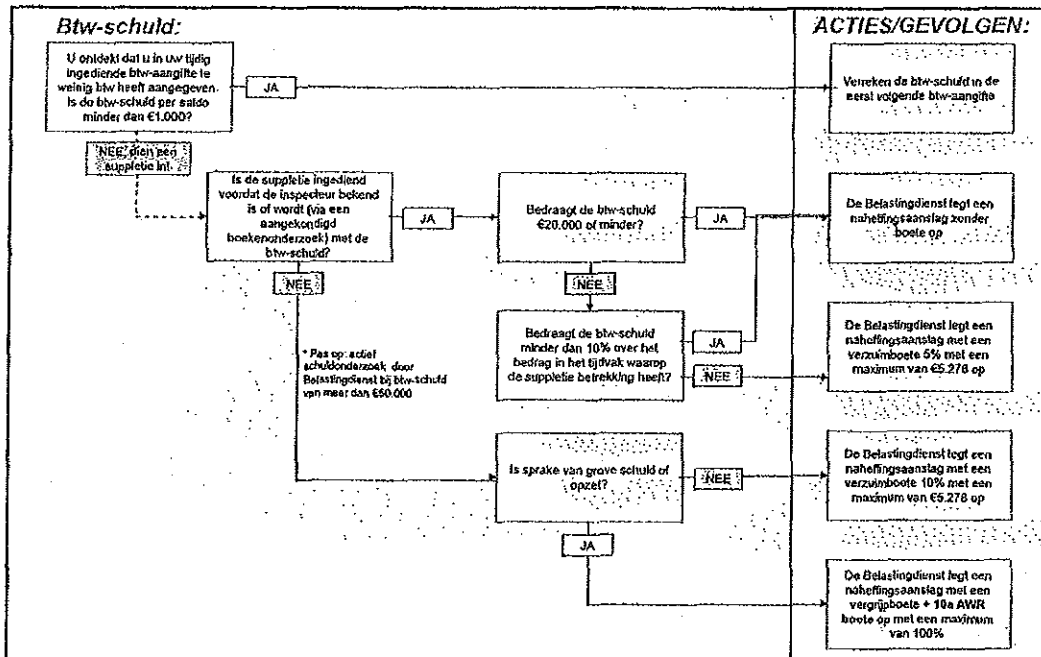 Btw-schuld:
ACTIES/GEVOLGEN:
U ontdekt dat u in uw tijdig
ingediende btw-aangifte te
weinig btw heeft aangegeven.
Is de btw-schuld per saldo
minder dan €1.000?
JA
Verreken de btw-schuld in de
eerst volgende btw-aangifte
NEE, dien een
suppletie in!
Is de suppletie ingediend
voordat de inspecteur bekend
is of wordt (via een
aangekondigd
boekenonderzoek) met de
btw-schuld?
JA
Bedraagt de btw-schuld
€20.000 of minder?
JA
De Belastingdienst legt een
naheffingsaanslag zonder
boete op
NEE
NEE
Bedraagt de btw-schuld
minder dan 10% over het
bedrag in het tijdvak waarop
de suppletie betrekking heeft?
JA
NEE
De Belastingdienst legt een
naheffingsaanslag met een
verzuimboete 5% met een
maximum van €5.278 op
* Pas op: actief
schuldonderzoek door
Belastingdienst bij btw-schuld
van meer dan €50.000
Is sprake van grove schuld of
opzet?
NEE
De Belastingdienst legt een
naheffingsaanslag met een
verzuimboete 10% met een
maximum van €5.278 op
JA
De Belastingdienst legt een
naheffingsaanslag met een
vergrijpboete + 10a AWR
boete op met een maximum
van 100%